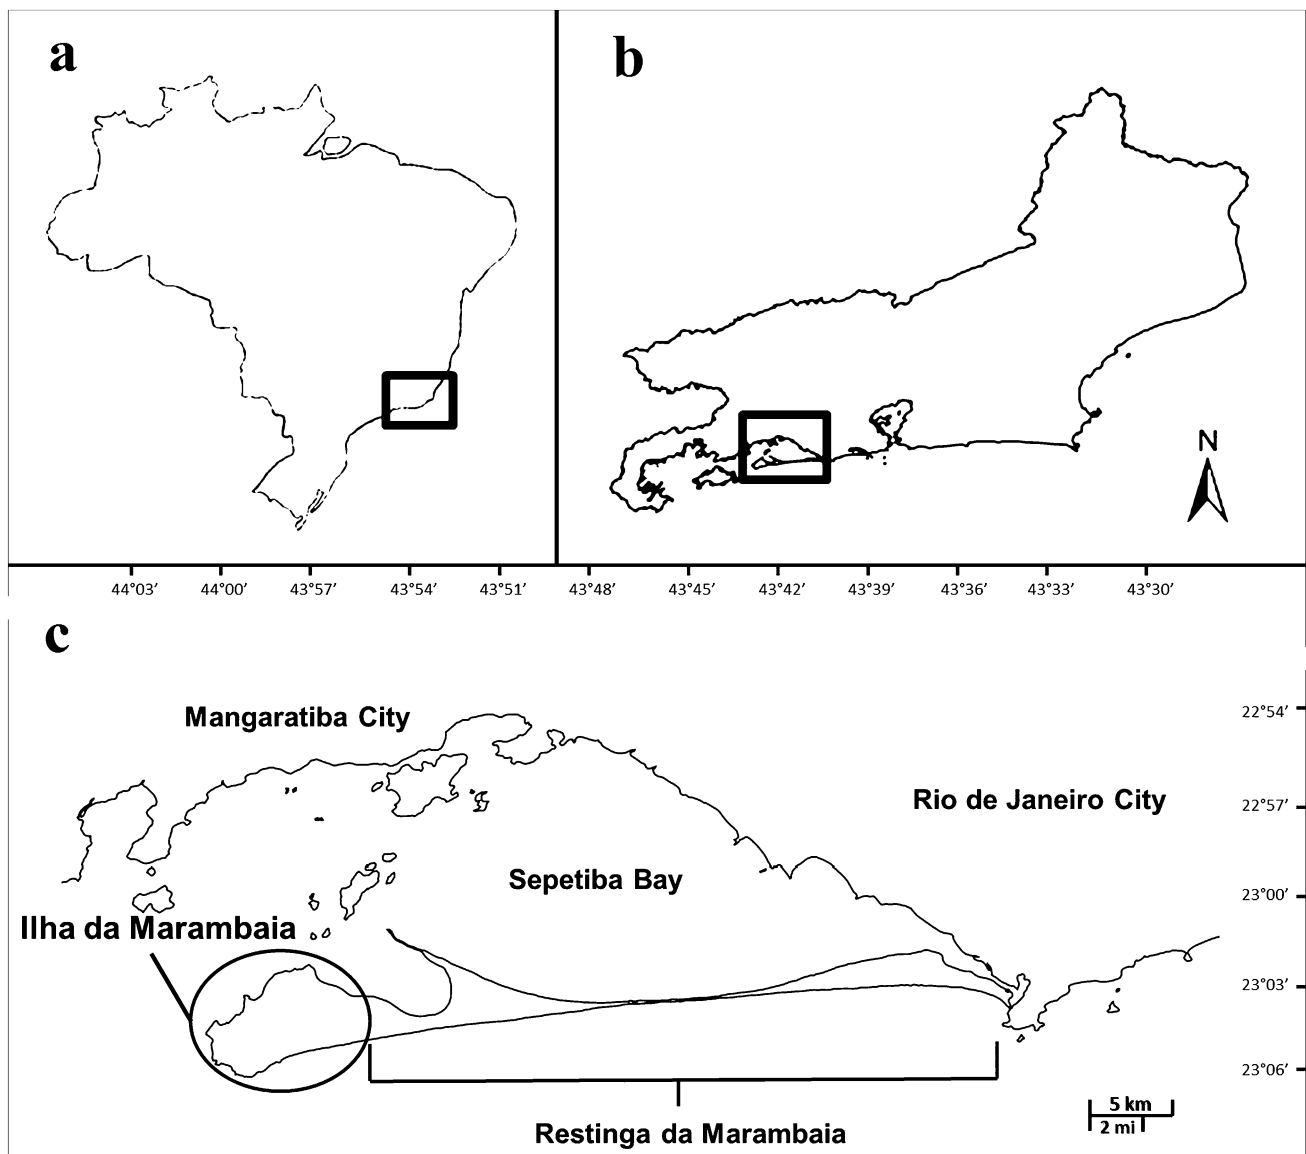 a
b
N
44°03′ 44°00′ 43°57′ 43°54′ 43°51′ 43°48′ 43°45′ 43°42′ 43°39′ 43°36′ 43°33′ 43°30′
c
Mangaratiba City
22°54′
Rio de Janeiro City
22°57′
Sepetiba Bay
23°00′
Ilha da Marambaia
23°03′
23°06′
5 km
2 mi
Restinga da Marambaia